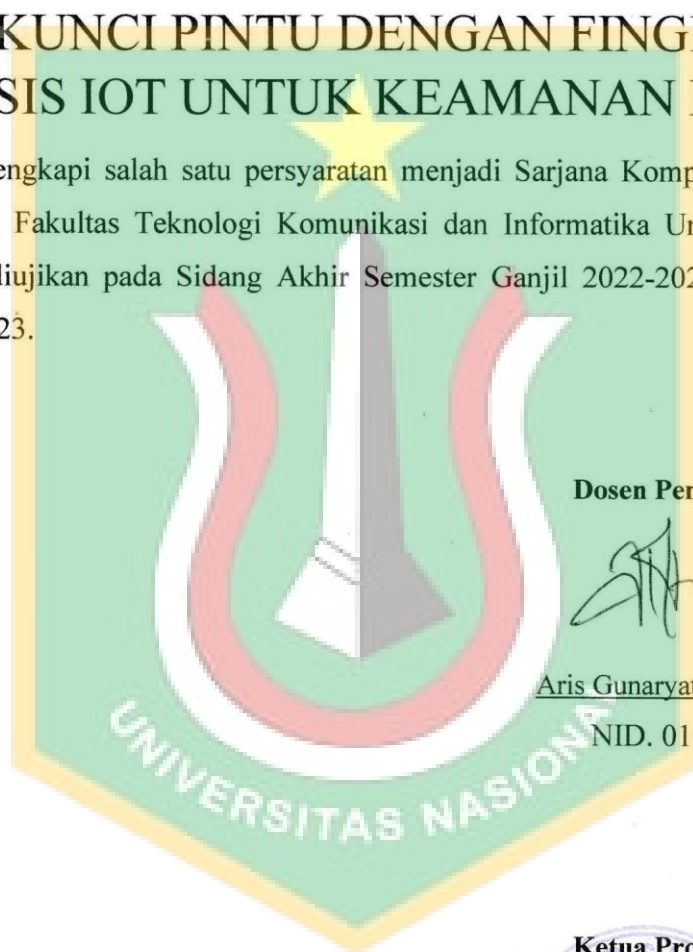 KUNCI PINTU DENGAN FING
SIS IOT UNTUK KEAMANAN
engkapi salah satu persyaratan menjadi Sarjana Komp
Fakultas Teknologi Komunikasi dan Informatika Un
diujikan pada Sidang Akhir Semester Ganjil 2022-202
23.
Dosen Pe
Aris Gunarya
NID. 01
UNIVERSITAS NASIONAL
Ketua Pro